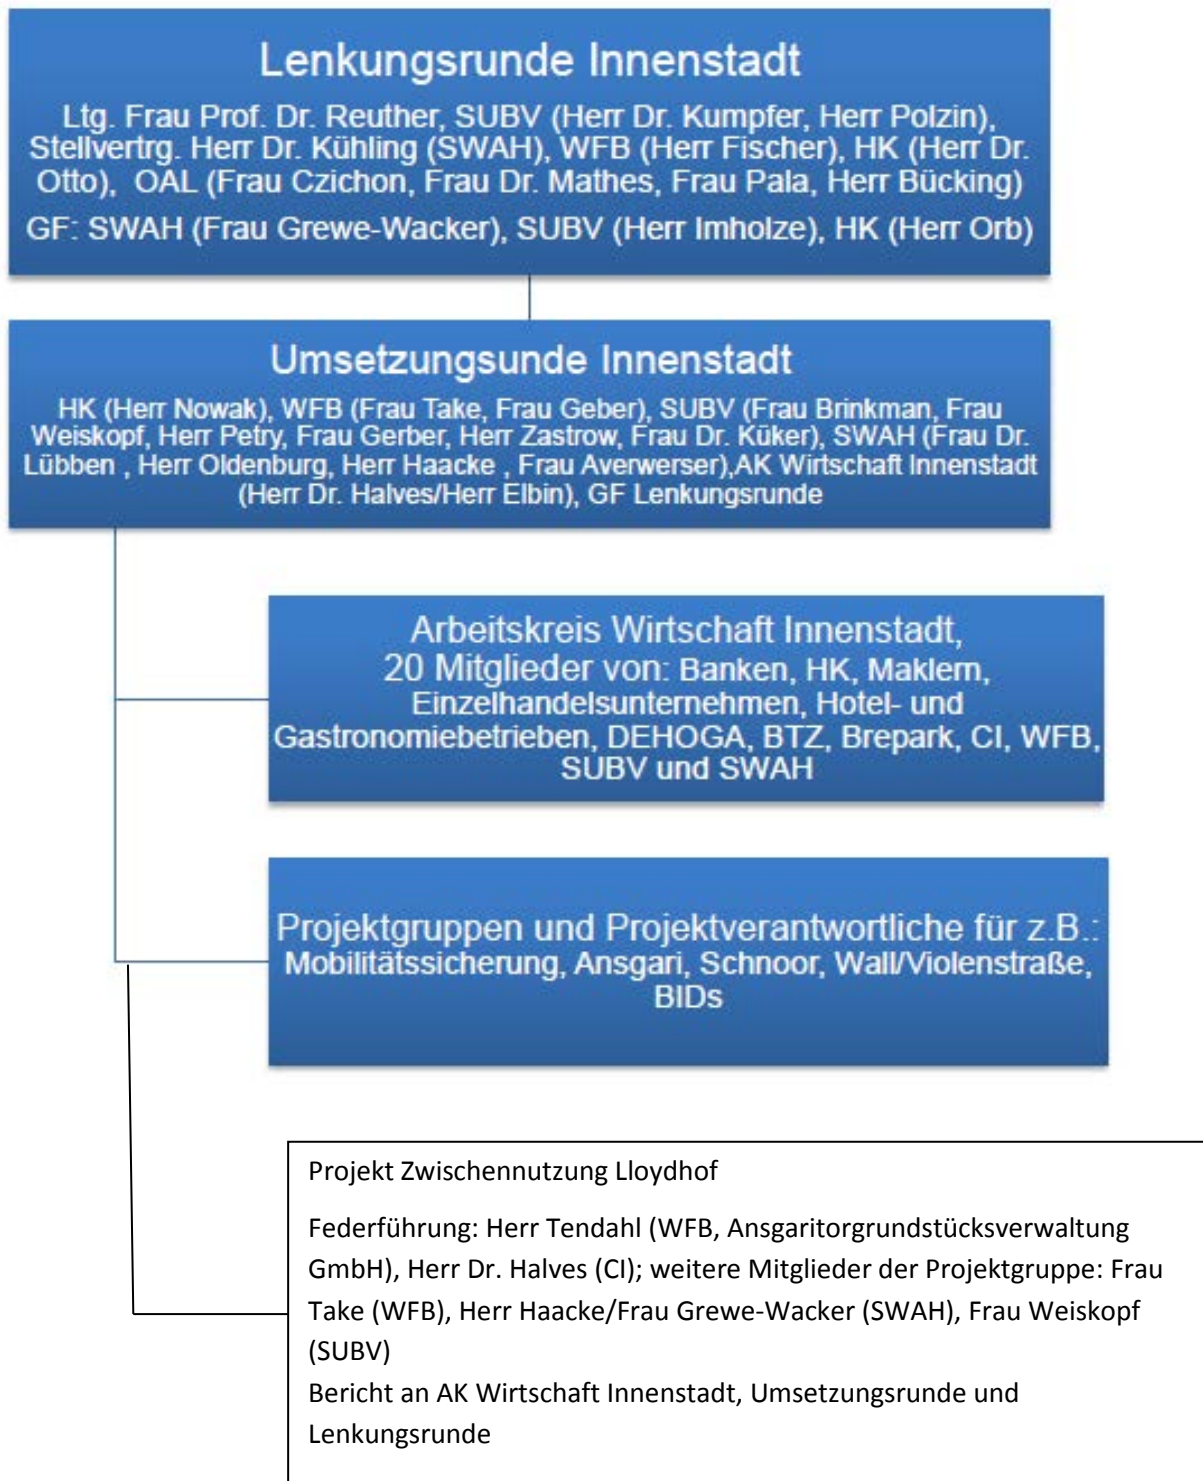 Lenkungsrunde Innenstadt
Ltg. Frau Prof. Dr. Reuther, SUBV (Herr Dr. Kumpfer, Herr Polzin),
Stellvertrg. Herr Dr. Kühling (SWAH), WFB (Herr Fischer), HK (Herr Dr.
Otto), OAL (Frau Czichon, Frau Dr. Mathes, Frau Pala, Herr Bücking)
GF: SWAH (Frau Grewe-Wacker), SUBV (Herr Imholze), HK (Herr Orb)
Umsetzungsunde Innenstadt
HK (Herr Nowak), WFB (Frau Take, Frau Geber), SUBV (Frau Brinkman, Frau
Weiskopf, Herr Petry, Frau Gerber, Herr Zastrow, Frau Dr. Küker), SWAH (Frau Dr.
Lübben , Herr Oldenburg, Herr Haacke , Frau Averwerser),AK Wirtschaft Innenstadt
(Herr Dr. Halves/Herr Elbin), GF Lenkungsrunde
Arbeitskreis Wirtschaft Innenstadt,
20 Mitglieder von: Banken, HK, Maklern,
Einzelhandelsunternehmen, Hotel- und
Gastronomiebetrieben, DEHOGA, BTZ, Brepark, CI, WFB,
SUBV und SWAH
Projektgruppen und Projektverantwortliche für z.B.:
Mobilitätssicherung, Ansgari, Schnoor, Wall/Violenstraße,
BIDs
Projekt Zwischennutzung Lloydhof
Federführung: Herr Tendahl (WFB, Ansgaritorgrundstücksverwaltung
GmbH), Herr Dr. Halves (CI); weitere Mitglieder der Projektgruppe: Frau
Take (WFB), Herr Haacke/Frau Grewe-Wacker (SWAH), Frau Weiskopf
(SUBV)
Bericht an AK Wirtschaft Innenstadt, Umsetzungsrunde und
Lenkungsrunde